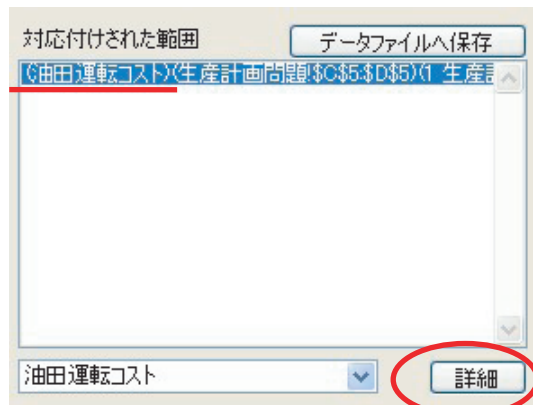 対応付けされた範囲
データファイルへ保存
(油田運転コスト)(生産計画問題!$C$5:$D$5)(1 生産
油田運転コスト
詳細